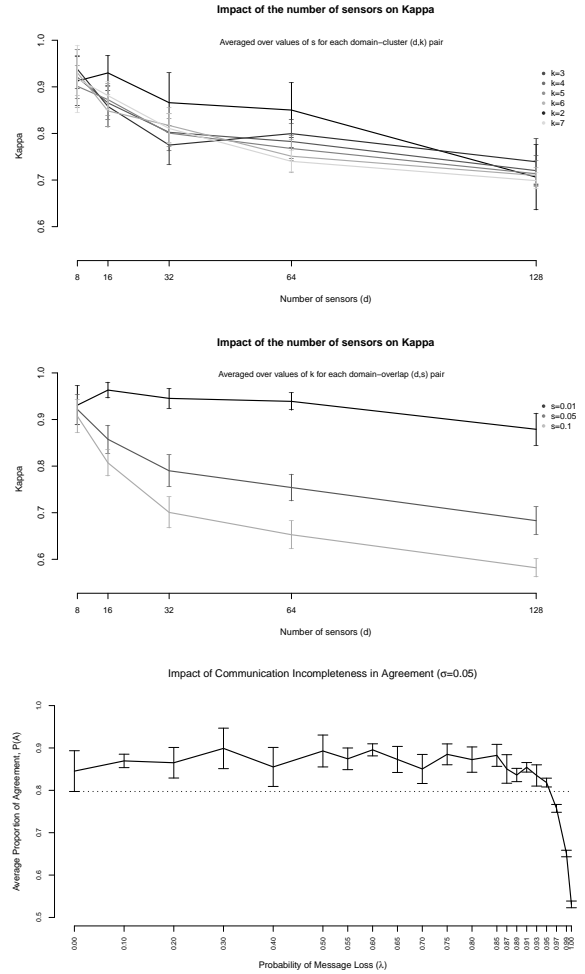 Impact of the number of sensors on Kappa
Averaged over values of s for each domain−cluster (d,k) pair
Kappa
1.0
0.9
0.8
0.7
0.6
k=3
k=4
k=5
k=6
k=2
k=7
8 16 32 64 128
Number of sensors (d)
Impact of the number of sensors on Kappa
Averaged over values of k for each domain−overlap (d,s) pair
Kappa
1.0
0.9
0.8
0.7
0.6
s=0.01
s=0.05
s=0.1
8 16 32 64 128
Number of sensors (d)
Impact of Communication Incompleteness in Agreement (σ=0.05)
Average Proportion of Agreement, P(A)
1.0
0.9
0.8
0.7
0.6
0.5
0.00 0.10 0.20 0.30 0.40 0.50 0.55 0.60 0.65 0.70 0.75 0.80 0.85 0.87 0.89 0.91 0.93 0.95 0.97 0.99 1.00
Probability of Message Loss (λ)